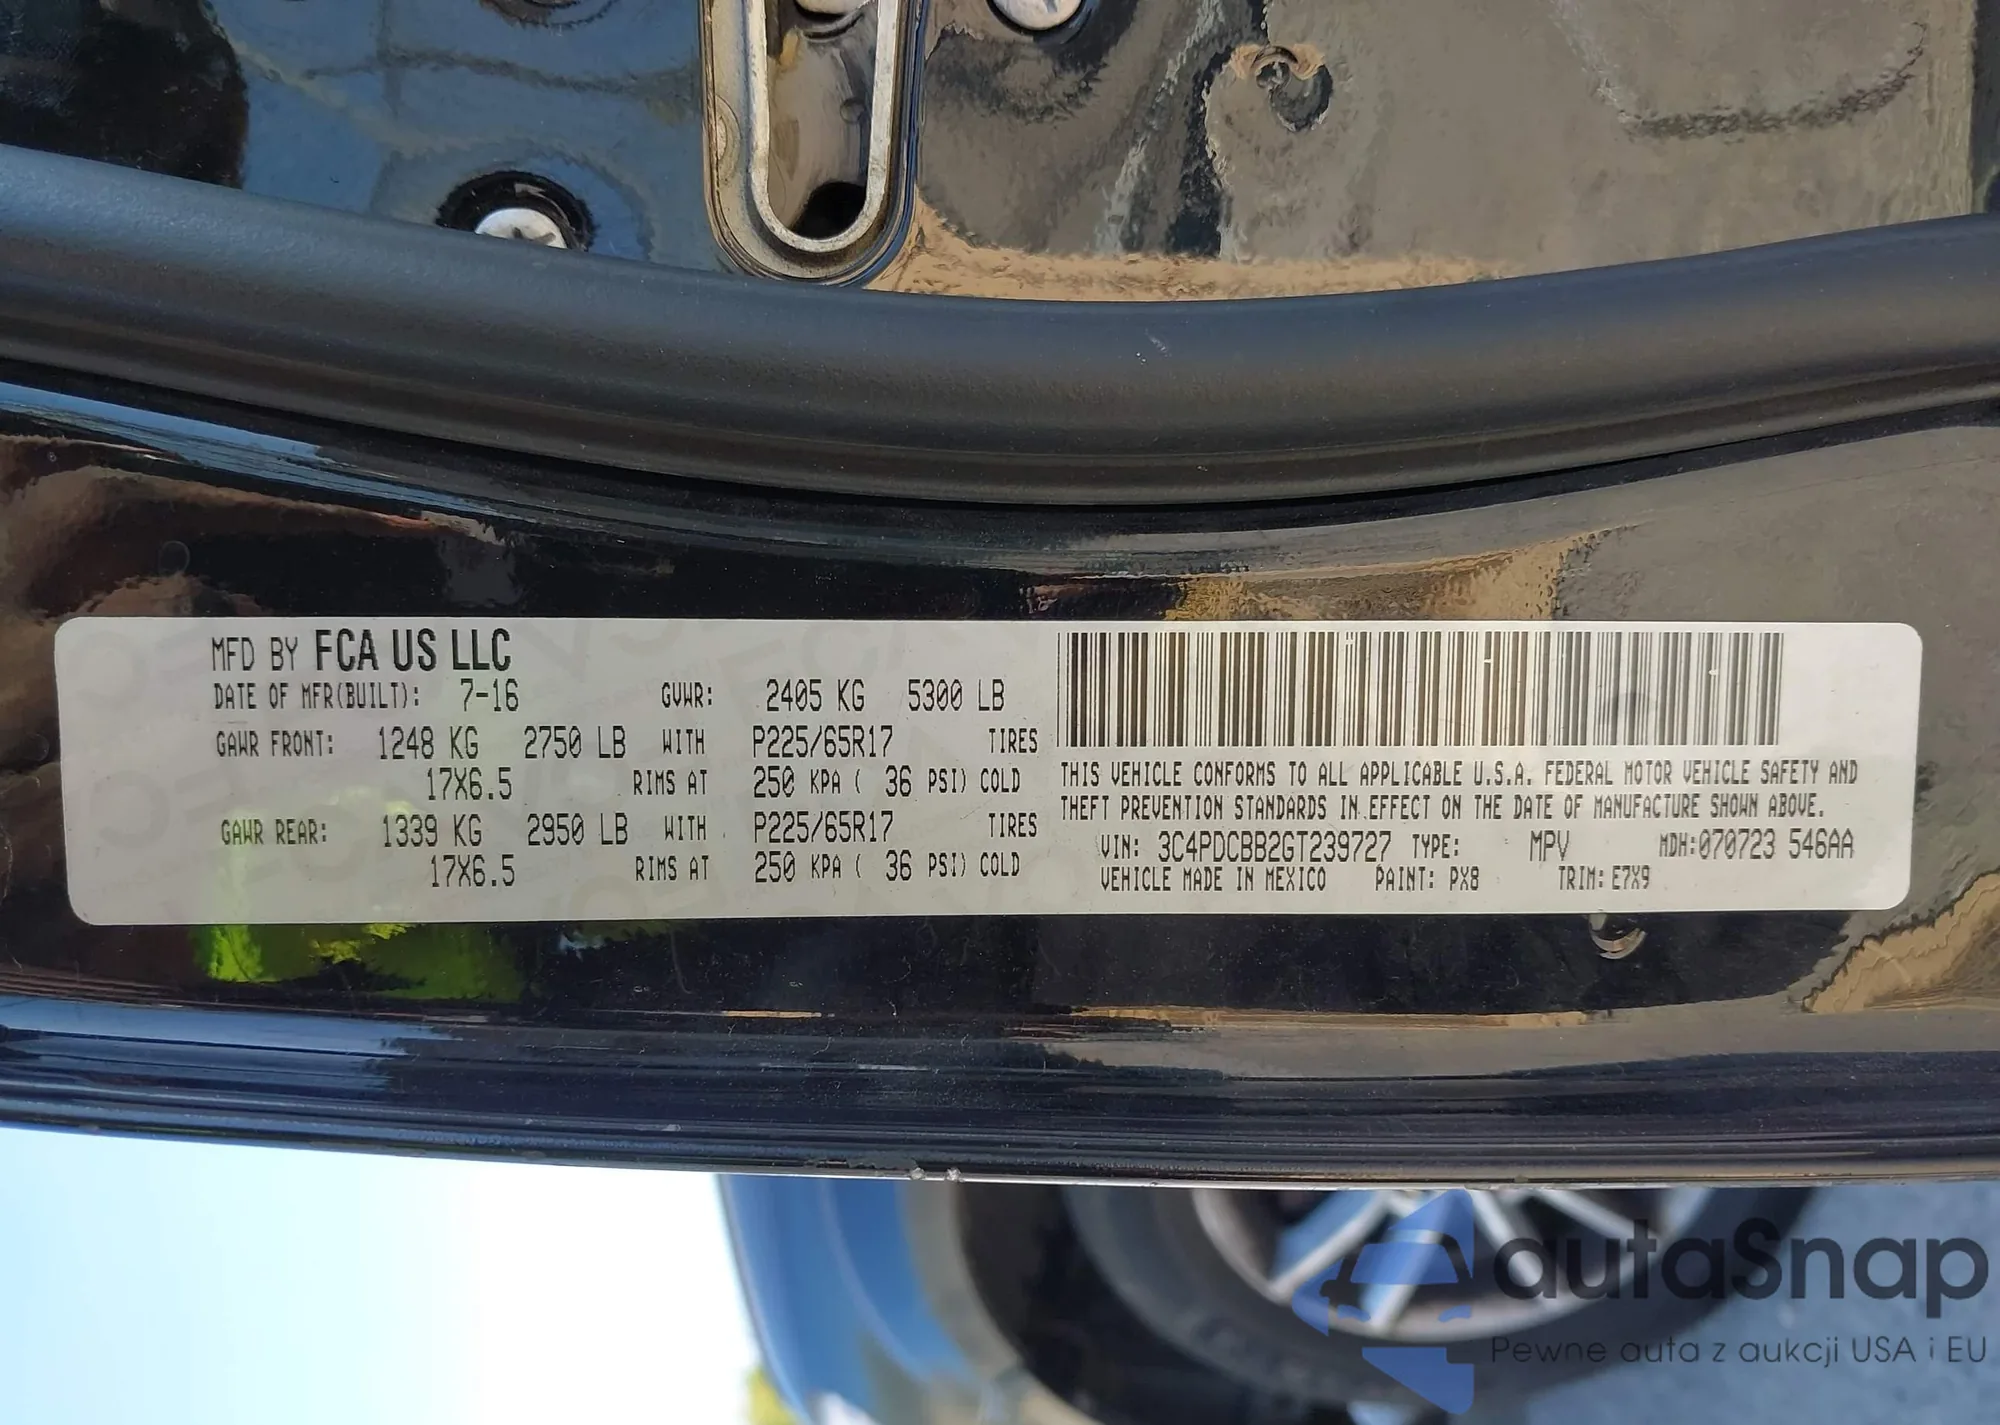 MFD BY FCA US LLC
DATE OF MFR(BUILT): 7-16 GVWR: 2405 KG 5300 LB
GAWR FRONT: 1248 KG 2750 LB WITH P225/65R17 TIRES
17X6.5 RIMS AT 250 KPA ( 36 PSI) COLD
GAWR REAR: 1339 KG 2950 LB WITH P225/65R17 TIRES
17X6.5 RIMS AT 250 KPA ( 36 PSI) COLD
THIS VEHICLE CONFORMS TO ALL APPLICABLE U.S.A. FEDERAL MOTOR VEHICLE SAFETY AND
THEFT PREVENTION STANDARDS IN EFFECT ON THE DATE OF MANUFACTURE SHOWN ABOVE.
VIN: 3C4PDCBB2GT239727 TYPE: MPV MDH:070723 546AA
VEHICLE MADE IN MEXICO PAINT: PX8 TRIM: E7X9
autaSnap
Pewne auta z aukcji USA i EU